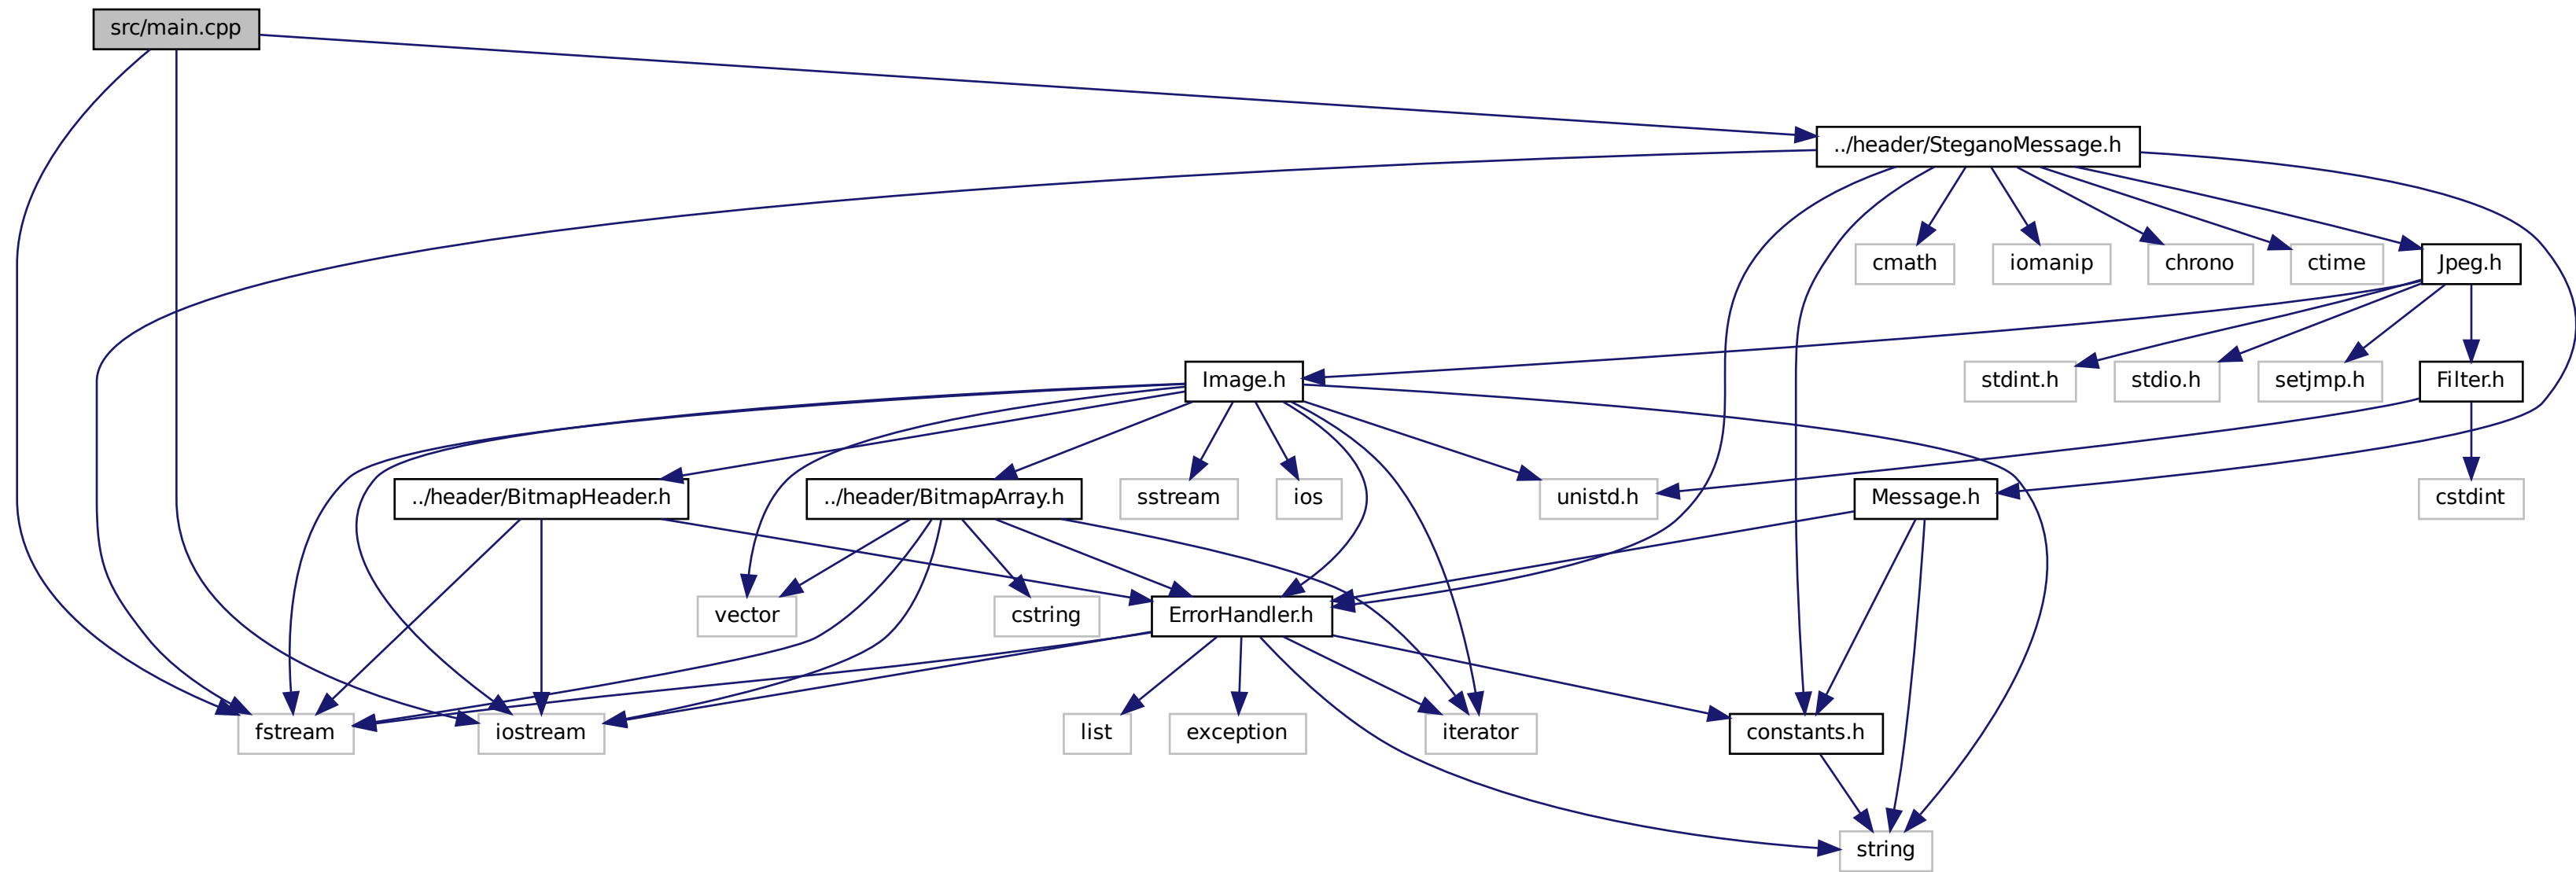 src/main.cpp
../header/SteganoMessage.h
cmath
iomanip
chrono
ctime
Jpeg.h
Image.h
stdint.h
stdio.h
setjmp.h
Filter.h
../header/BitmapHeader.h
../header/BitmapArray.h
sstream
ios
unistd.h
Message.h
cstdint
vector
cstring
ErrorHandler.h
fstream
iostream
list
exception
iterator
constants.h
string